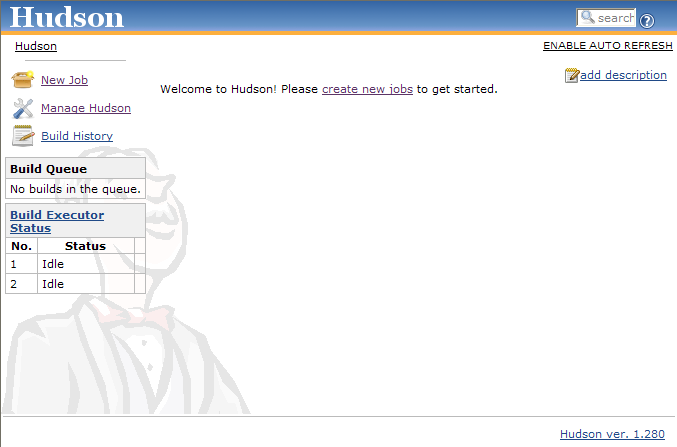 Hudson
search
Hudson
ENABLE AUTO REFRESH
New Job
add description
Manage Hudson
Welcome to Hudson! Please create new jobs to get started.
Build History
Build Queue
No builds in the queue.
Build Executor
Status
No. Status
1 Idle
2 Idle
Hudson ver. 1.280